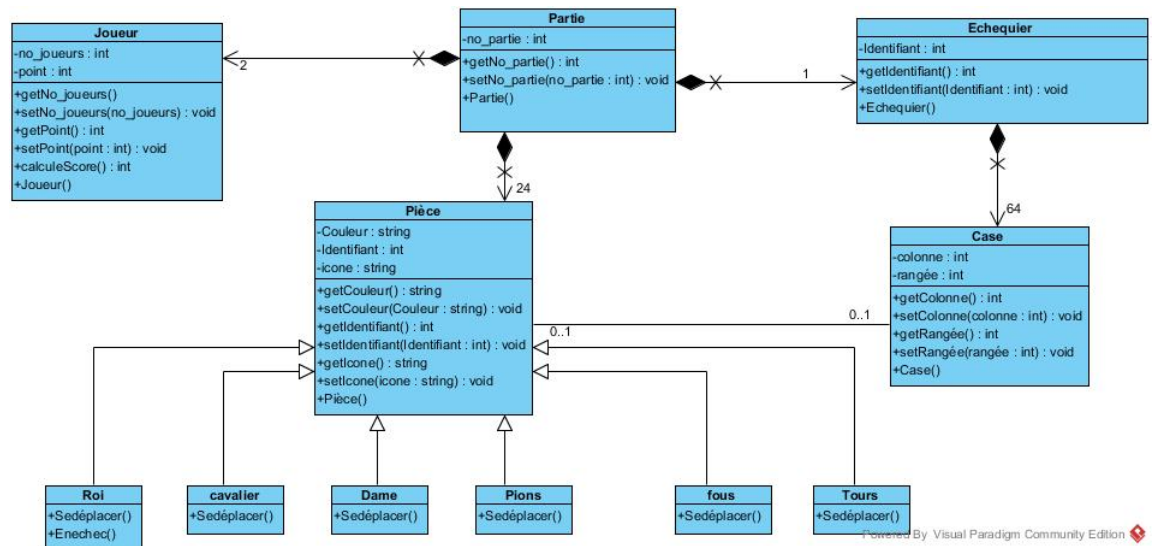 Joueur
-no_joueurs : int
-point : int
+getNo_joueurs()
+setNo_joueurs(no_joueurs) : void
+getPoint() : int
+setPoint(point : int) : void
+calculeScore() : int
+Joueur()
2
Partie
-no_partie : int
+getNo_partie() : int
+setNo_partie(no_partie : int) : void
+Partie()
1
Echequier
-Identifiant : int
+getIdentifiant() : int
+setIdentifiant(Identifiant : int) : void
+Echequier()
24
64
Pièce
-Couleur : string
-Identifiant : int
-icone : string
+getCouleur() : string
+setCouleur(Couleur : string) : void
+getIdentifiant() : int
+setIdentifiant(Identifiant : int) : void
+getIcone() : string
+setIcone(icone : string) : void
+Pièce()
0..1
0..1
Case
-colonne : int
-rangée : int
+getColonne() : int
+setColonne(colonne : int) : void
+getRangée() : int
+setRangée(rangée : int) : void
+Case()
Roi
+Sedéplacer()
+Enechec()
cavalier
+Sedéplacer()
Dame
+Sedéplacer()
Pions
+Sedéplacer()
fous
+Sedéplacer()
Tours
+Sedéplacer()
Powered By Visual Paradigm Community Edition